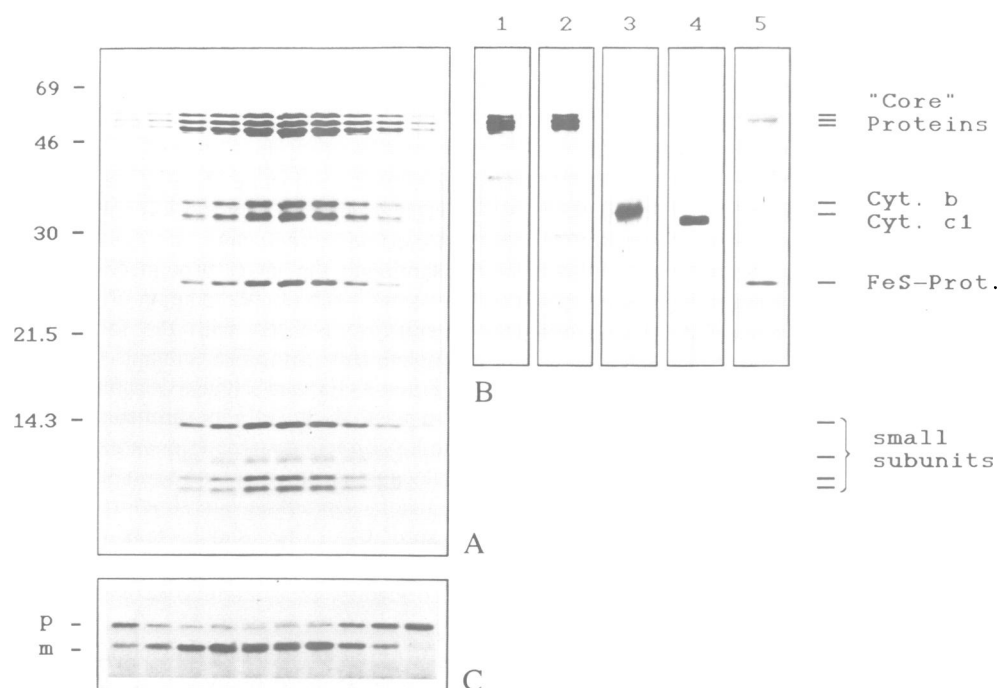 1 2 3 4 5
69 –
46 –
30 –
21.5 –
14.3 –
"Core"
Proteins
Cyt. b
Cyt. c1
FeS-Prot.
small
subunits
A
B
P –
m –
C